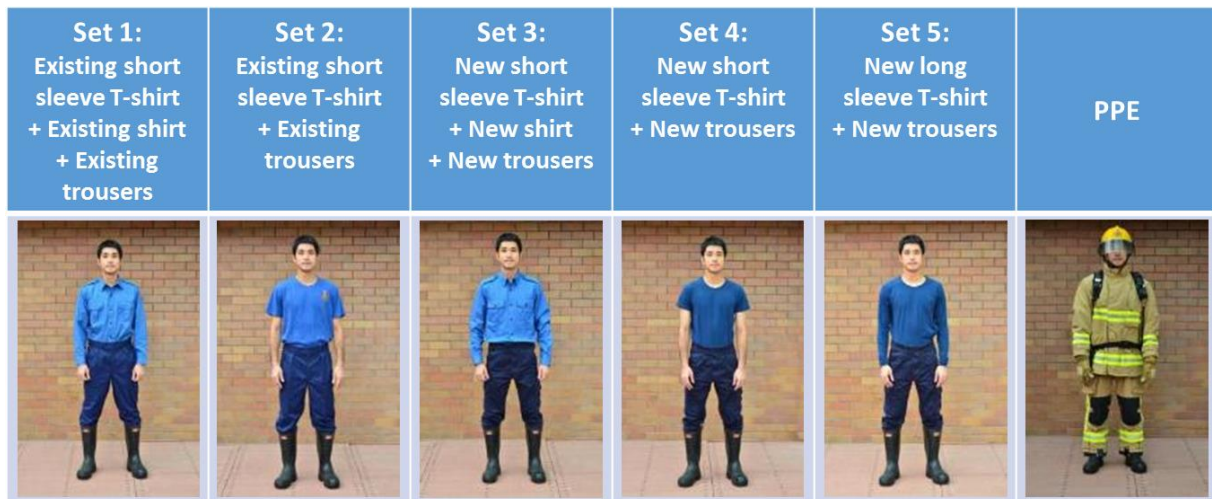 Set 1:
Existing short
sleeve T-shirt
+ Existing shirt
+ Existing
trousers
Set 2:
Existing short
sleeve T-shirt
+ Existing
trousers
Set 3:
New short
sleeve T-shirt
+ New shirt
+ New trousers
Set 4:
New short
sleeve T-shirt
+ New trousers
Set 5:
New long
sleeve T-shirt
+ New trousers
PPE